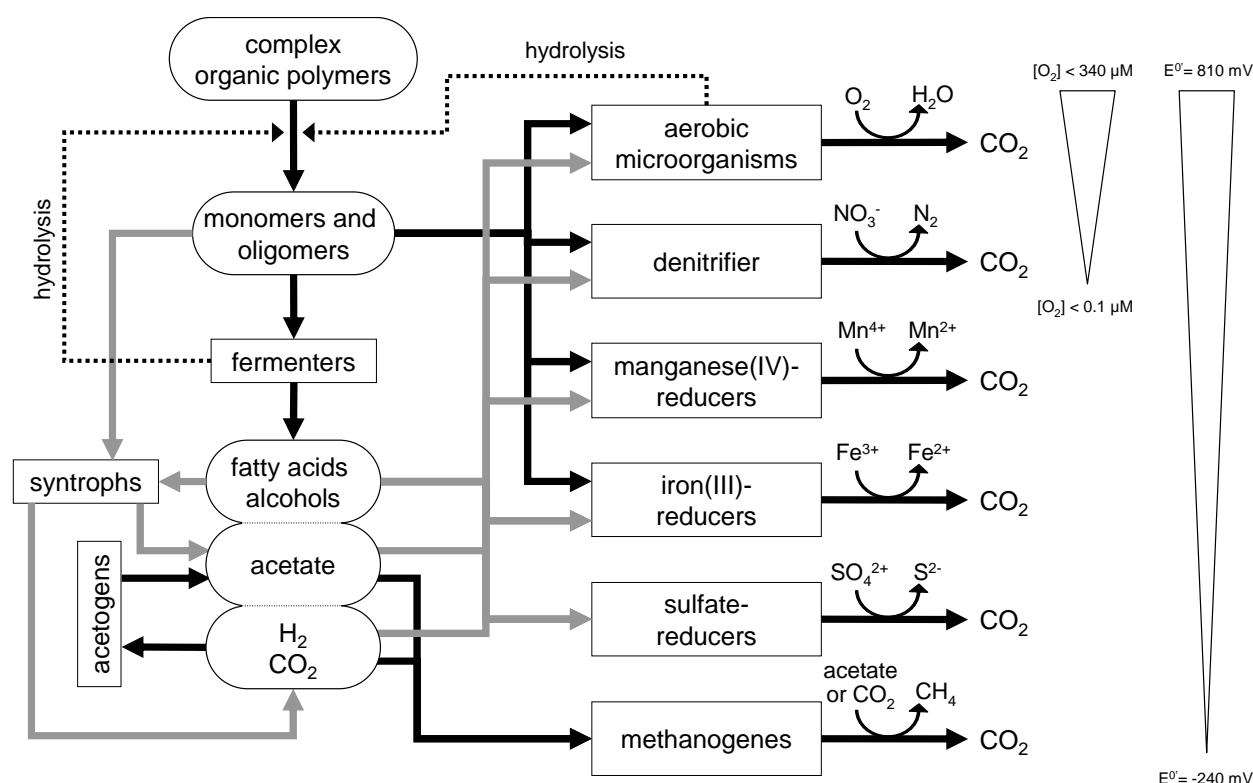 complex
organic polymers
hydrolysis
[O₂] < 340 µM
E⁰'= 810 mV
O₂
H₂O
aerobic
microorganisms
CO₂
hydrolysis
monomers and
oligomers
NO₃⁻
N₂
denitrifier
CO₂
[O₂] < 0.1 µM
fermenters
Mn⁴⁺
Mn²⁺
manganese(IV)-
reducers
CO₂
syntrophs
fatty acids
alcohols
Fe³⁺
Fe²⁺
iron(III)-
reducers
CO₂
acetogens
acetate
SO₄²⁺
S²⁻
sulfate-
reducers
CO₂
H₂
CO₂
acetate
or CO₂
CH₄
methanogenes
CO₂
E⁰'= -240 mV